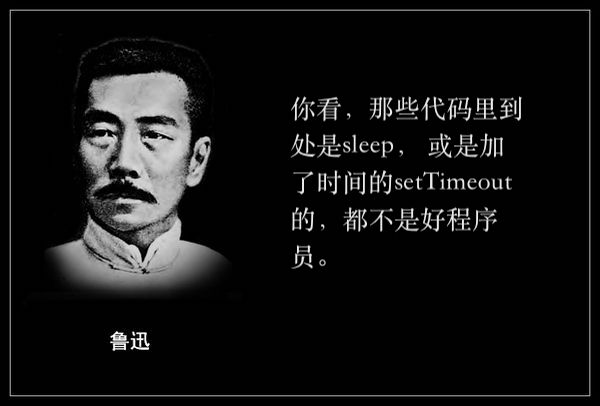 你看，那些代码里到
处是sleep， 或是加
了时间的setTimeout
的，都不是好程序
员。
鲁迅